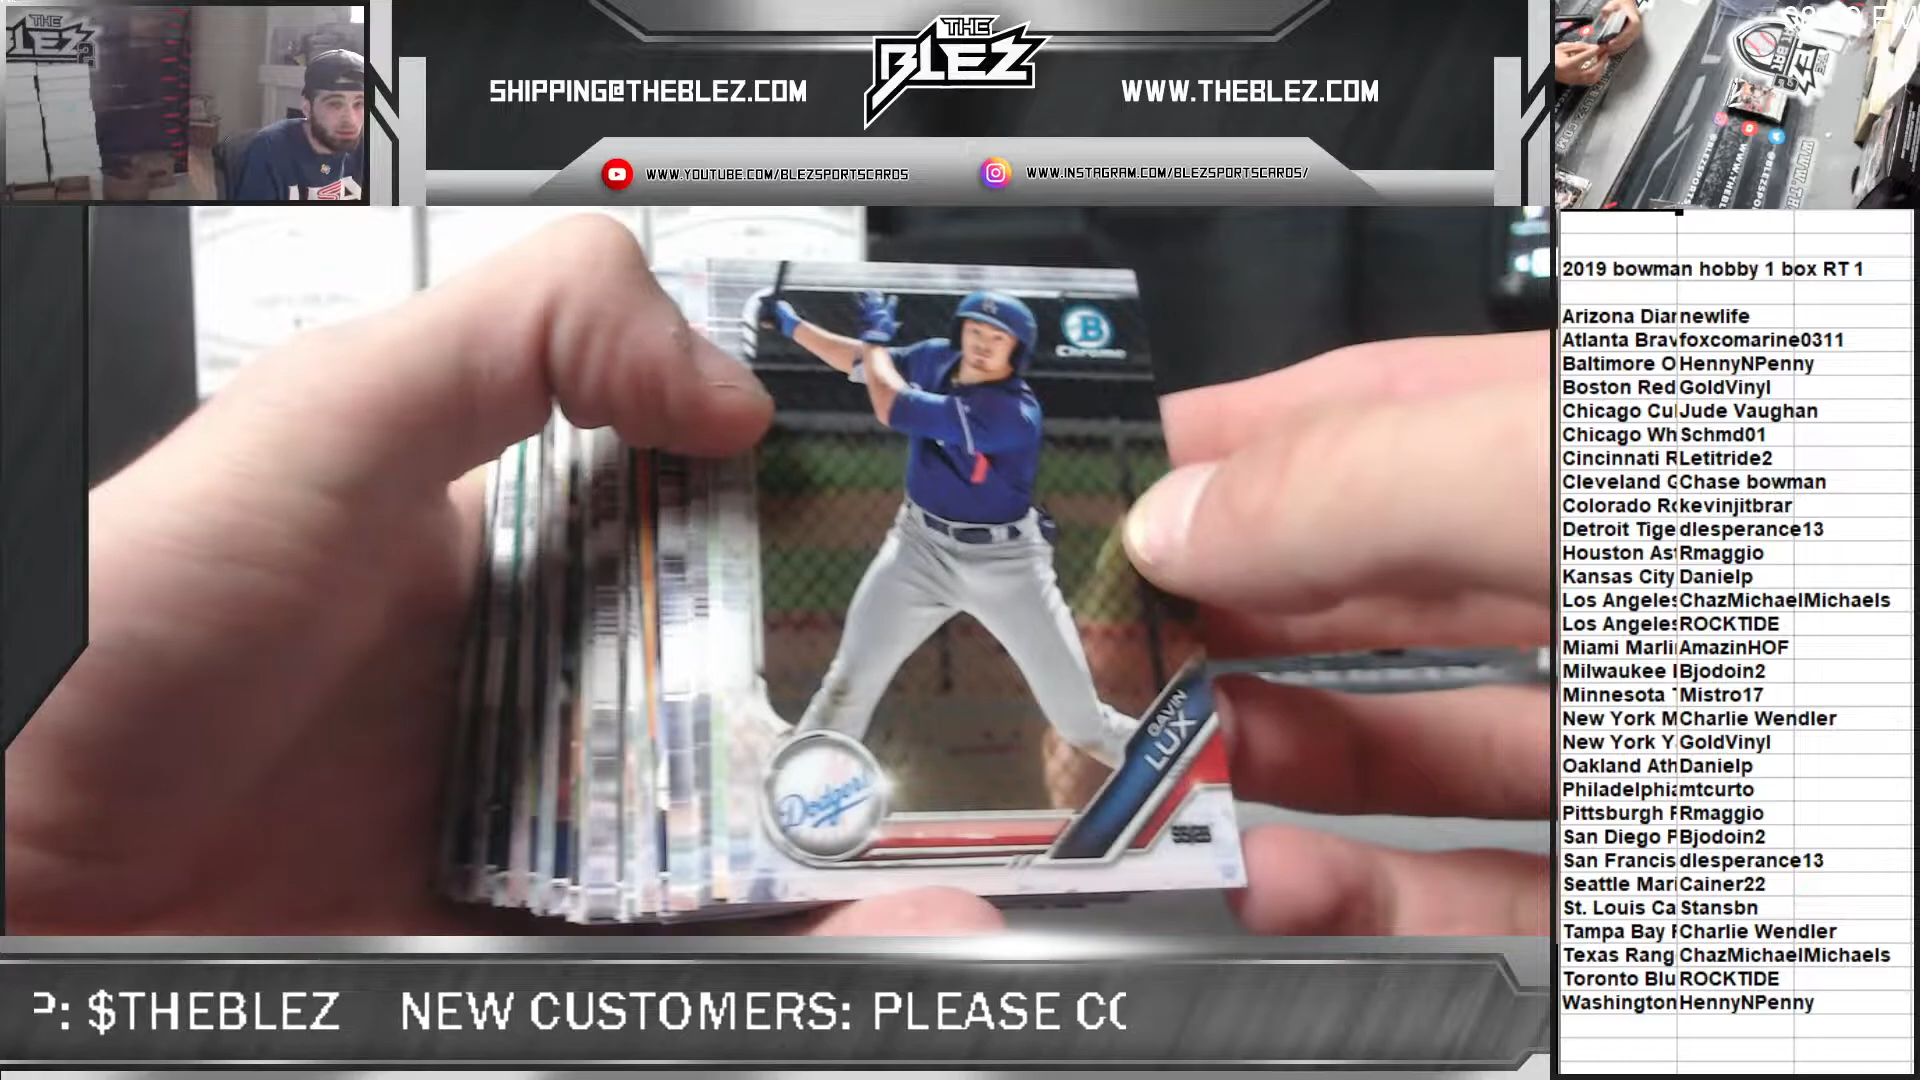 THE
BLEZ
SHIPPING@THEBLEZ.COM
WWW.THEBLEZ.COM
WWW.YOUTUBE.COM/BLEZSPORTSCARDS
WWW.INSTAGRAM.COM/BLEZSPORTSCARDS/
B
Chrome
GAVIN
LUX
Dodgers
P: $THEBLEZ NEW CUSTOMERS: PLEASE CO
2019 bowman hobby 1 box RT 1
Arizona Diar newlife
Atlanta Brav foxcomarine0311
Baltimore O HennyNPenny
Boston Red GoldVinyl
Chicago Cu Jude Vaughan
Chicago Wh Schmd01
Cincinnati R Letitride2
Cleveland G Chase bowman
Colorado Ro kevinjitbrar
Detroit Tige dlesperance13
Houston Ast Rmaggio
Kansas City Danielp
Los Angeles ChazMichaelMichaels
Los Angeles ROCKTIDE
Miami Marli AmazinHOF
Milwaukee Bjodoin2
Minnesota Mistro17
New York M Charlie Wendler
New York Y GoldVinyl
Oakland Ath Danielp
Philadelphia mtcurto
Pittsburgh P Rmaggio
San Diego P Bjodoin2
San Francis dlesperance13
Seattle Mari Cainer22
St. Louis Ca Stansbn
Tampa Bay Charlie Wendler
Texas Rang ChazMichaelMichaels
Toronto Blu ROCKTIDE
Washington HennyNPenny